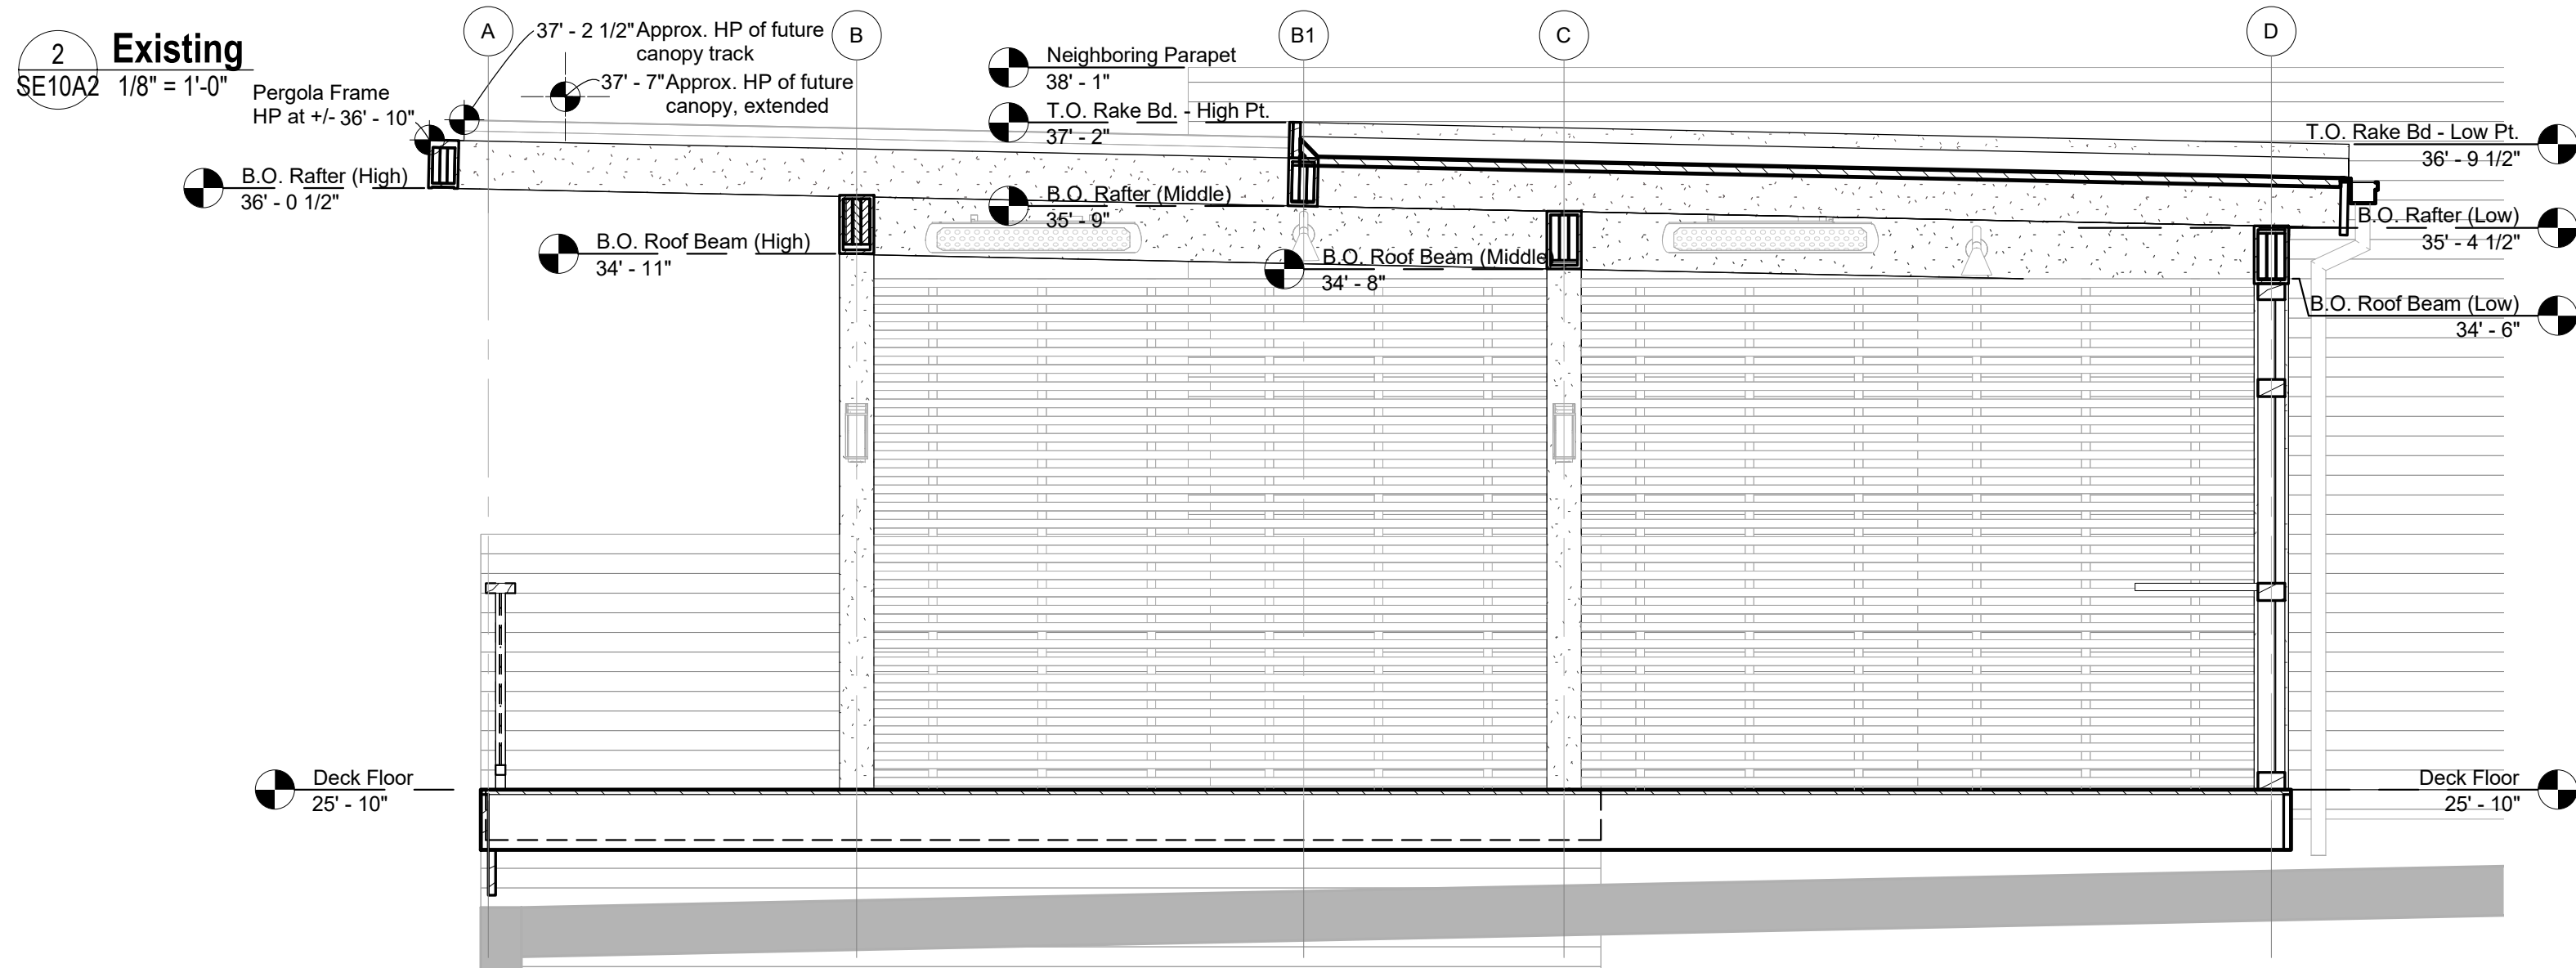 A
B
B1
C
D
2
SE10A2
Existing
1/8" = 1'-0"
37' - 2 1/2" Approx. HP of future
canopy track
37' - 7" Approx. HP of future
canopy, extended
Pergola Frame
HP at +/- 36' - 10"
Neighboring Parapet
38' - 1"
T.O. Rake Bd. - High Pt.
37' - 2"
T.O. Rake Bd - Low Pt.
36' - 9 1/2"
B.O. Rafter (High)
36' - 0 1/2"
B.O. Rafter (Middle)
35' - 9"
B.O. Rafter (Low)
35' - 4 1/2"
B.O. Roof Beam (High)
34' - 11"
B.O. Roof Beam (Middle)
34' - 8"
B.O. Roof Beam (Low)
34' - 6"
Deck Floor
25' - 10"
Deck Floor
25' - 10"